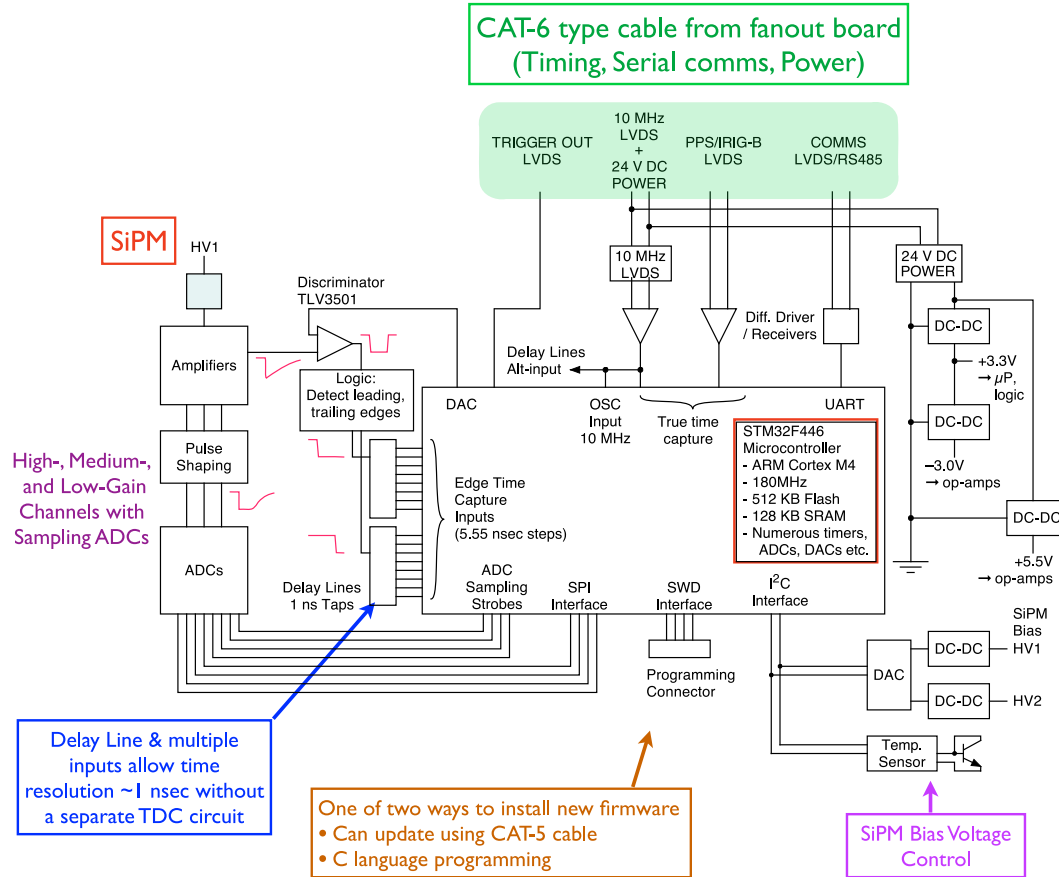 CAT-6 type cable from fanout board
(Timing, Serial comms, Power)
TRIGGER OUT
LVDS
10 MHz
LVDS
+
24 V DC
POWER
PPS/IRIG-B
LVDS
COMMS
LVDS/RS485
SiPM
HV1
10 MHz
LVDS
24 V DC
POWER
Discriminator
TLV3501
Diff. Driver
/ Receivers
DC-DC
Amplifiers
Delay Lines
Alt-input
+3.3V
→ µP,
logic
Logic:
Detect leading,
trailing edges
DAC
OSC
Input
10 MHz
True time
capture
UART
DC-DC
STM32F446
Microcontroller
- ARM Cortex M4
- 180MHz
- 512 KB Flash
- 128 KB SRAM
- Numerous timers,
ADCs, DACs etc.
−3.0V
→ op-amps
High-, Medium-,
and Low-Gain
Channels with
Sampling ADCs
Pulse
Shaping
Edge Time
Capture
Inputs
(5.55 nsec steps)
DC-DC
+5.5V
→ op-amps
ADCs
Delay Lines
1 ns Taps
ADC
Sampling
Strobes
SPI
Interface
SWD
Interface
I²C
Interface
SiPM
Bias
HV1
DC-DC
DAC
DC-DC
HV2
Programming
Connector
Temp.
Sensor
Delay Line & multiple
inputs allow time
resolution ~1 nsec without
a separate TDC circuit
One of two ways to install new firmware
• Can update using CAT-5 cable
• C language programming
SiPM Bias Voltage
Control